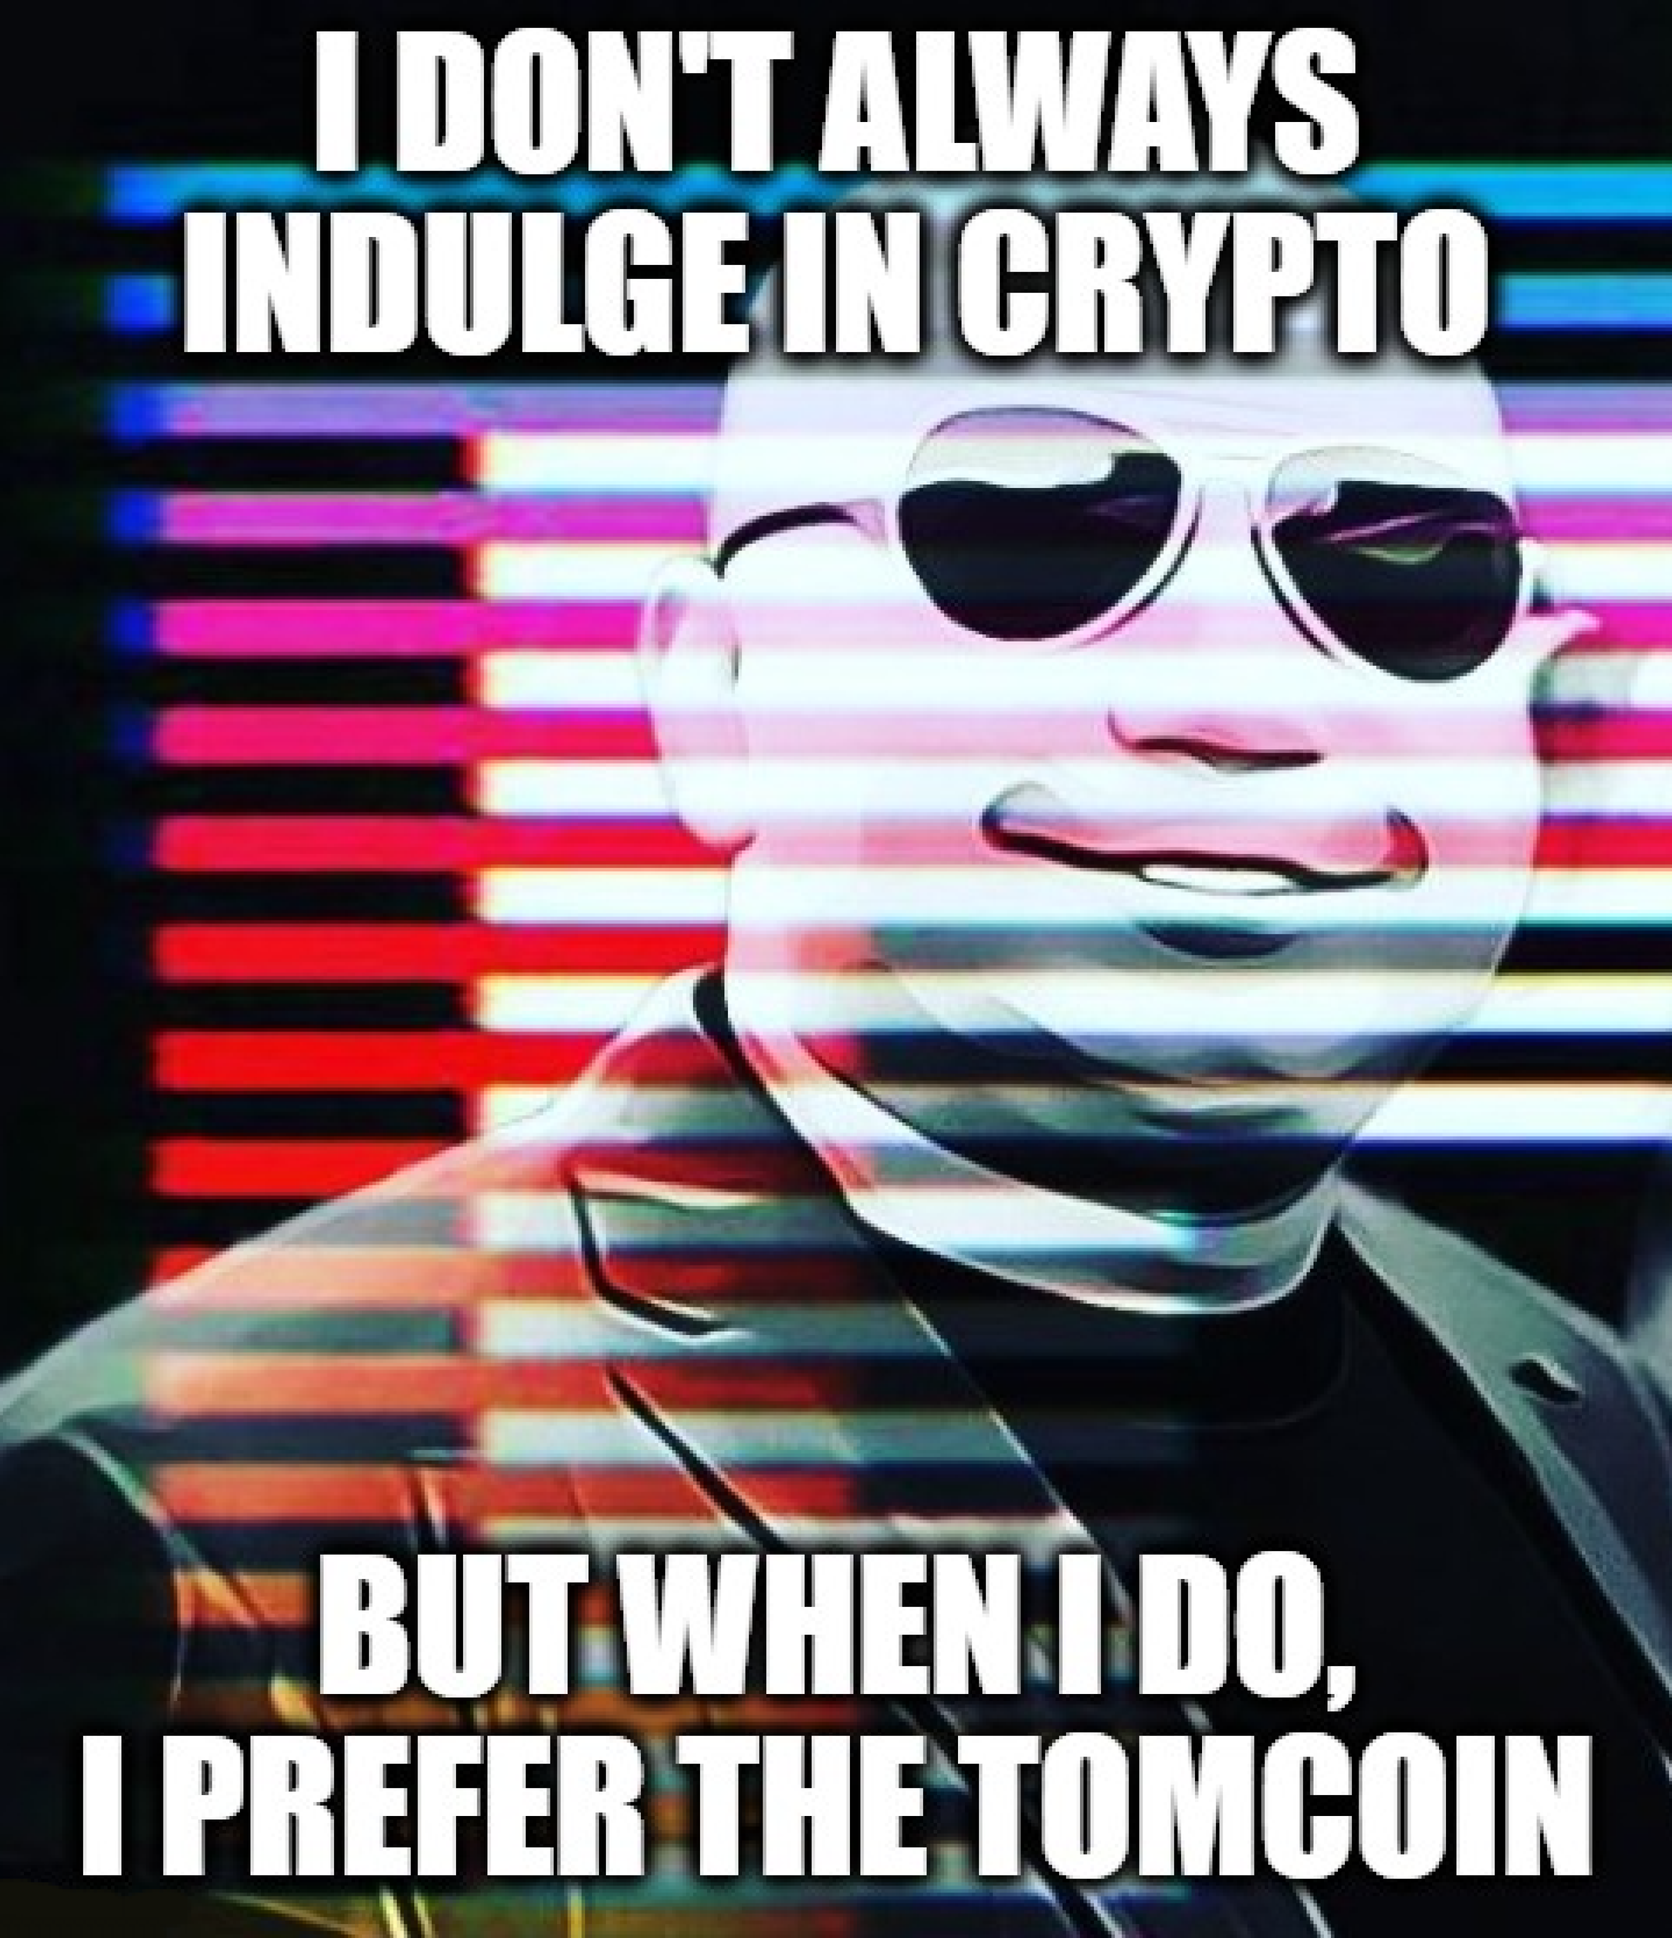 I DON'T ALWAYS
INDULGE IN CRYPTO
BUT WHEN I DO,
I PREFER THE TOMCOIN